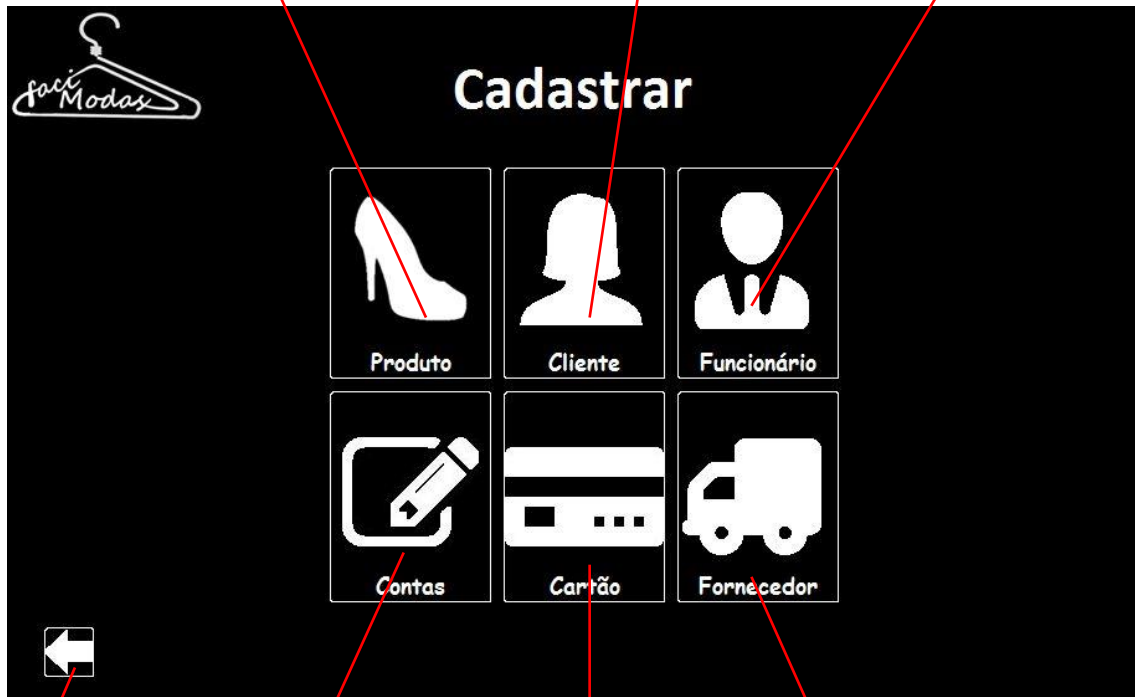 faci
Modas
Cadastrar
Produto
Cliente
Funcionário
Contas
Cartão
Fornecedor